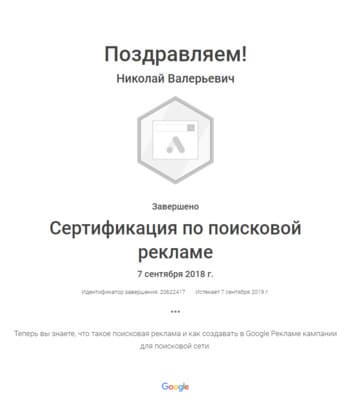 Поздравляем!
Николай Валерьевич
Завершено
Сертификация по поисковой
рекламе
7 сентября 2018 г.
Идентификатор завершения: 20622417 Истекает 7 сентября 2019 г.
•••
Теперь вы знаете, что такое поисковая реклама и как создавать в Google Рекламе кампании
для поисковой сети.
Google